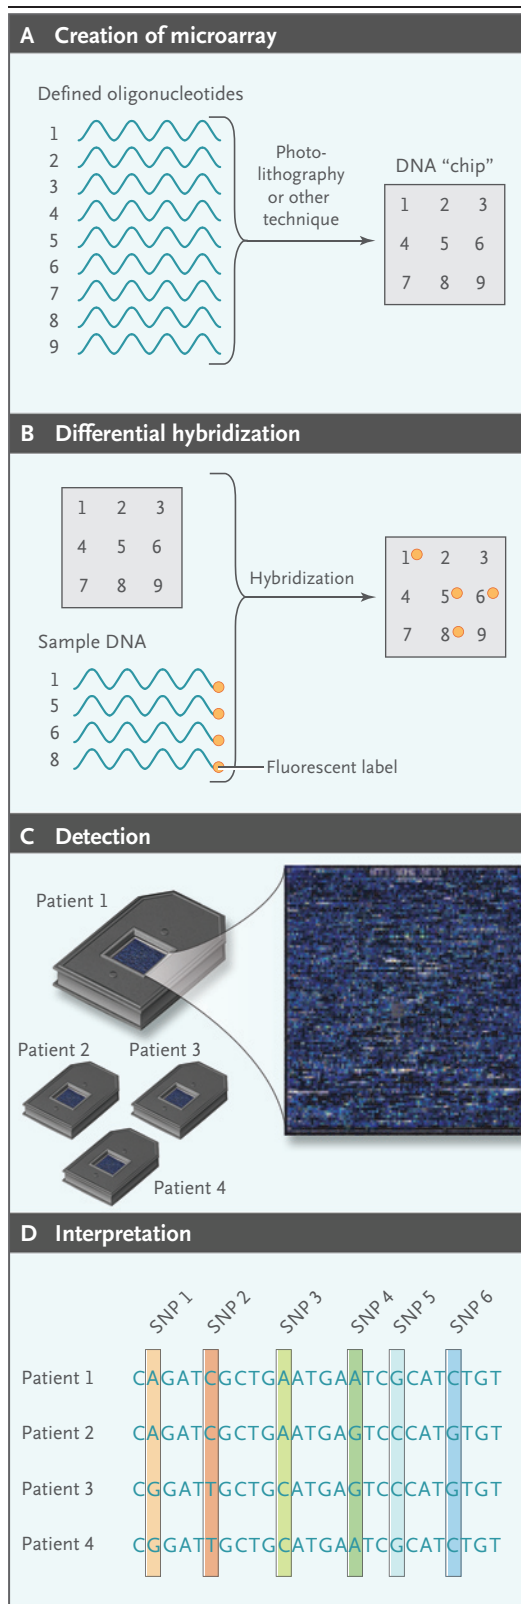 A Creation of microarray
Defined oligonucleotides
1
2
3
4
5
6
7
8
9
Photo-
lithography
or other
technique
DNA “chip”
1 2 3
4 5 6
7 8 9
B Differential hybridization
1 2 3
4 5 6
7 8 9
Hybridization
1 2 3
4 5 6
7 8 9
Sample DNA
1
5
6
8
Fluorescent label
C Detection
Patient 1
Patient 2
Patient 3
Patient 4
D Interpretation
SNP 1
SNP 2
SNP 3
SNP 4
SNP 5
SNP 6
Patient 1 CAGATCGCTGAATGAATCGCATCTGT
Patient 2 CAGATCGCTGAATGAGTCCCATGTGT
Patient 3 CGGATTGCTGCATGAGTCCCATGTGT
Patient 4 CGGATTGCTGCATGAATCGCATCTGT